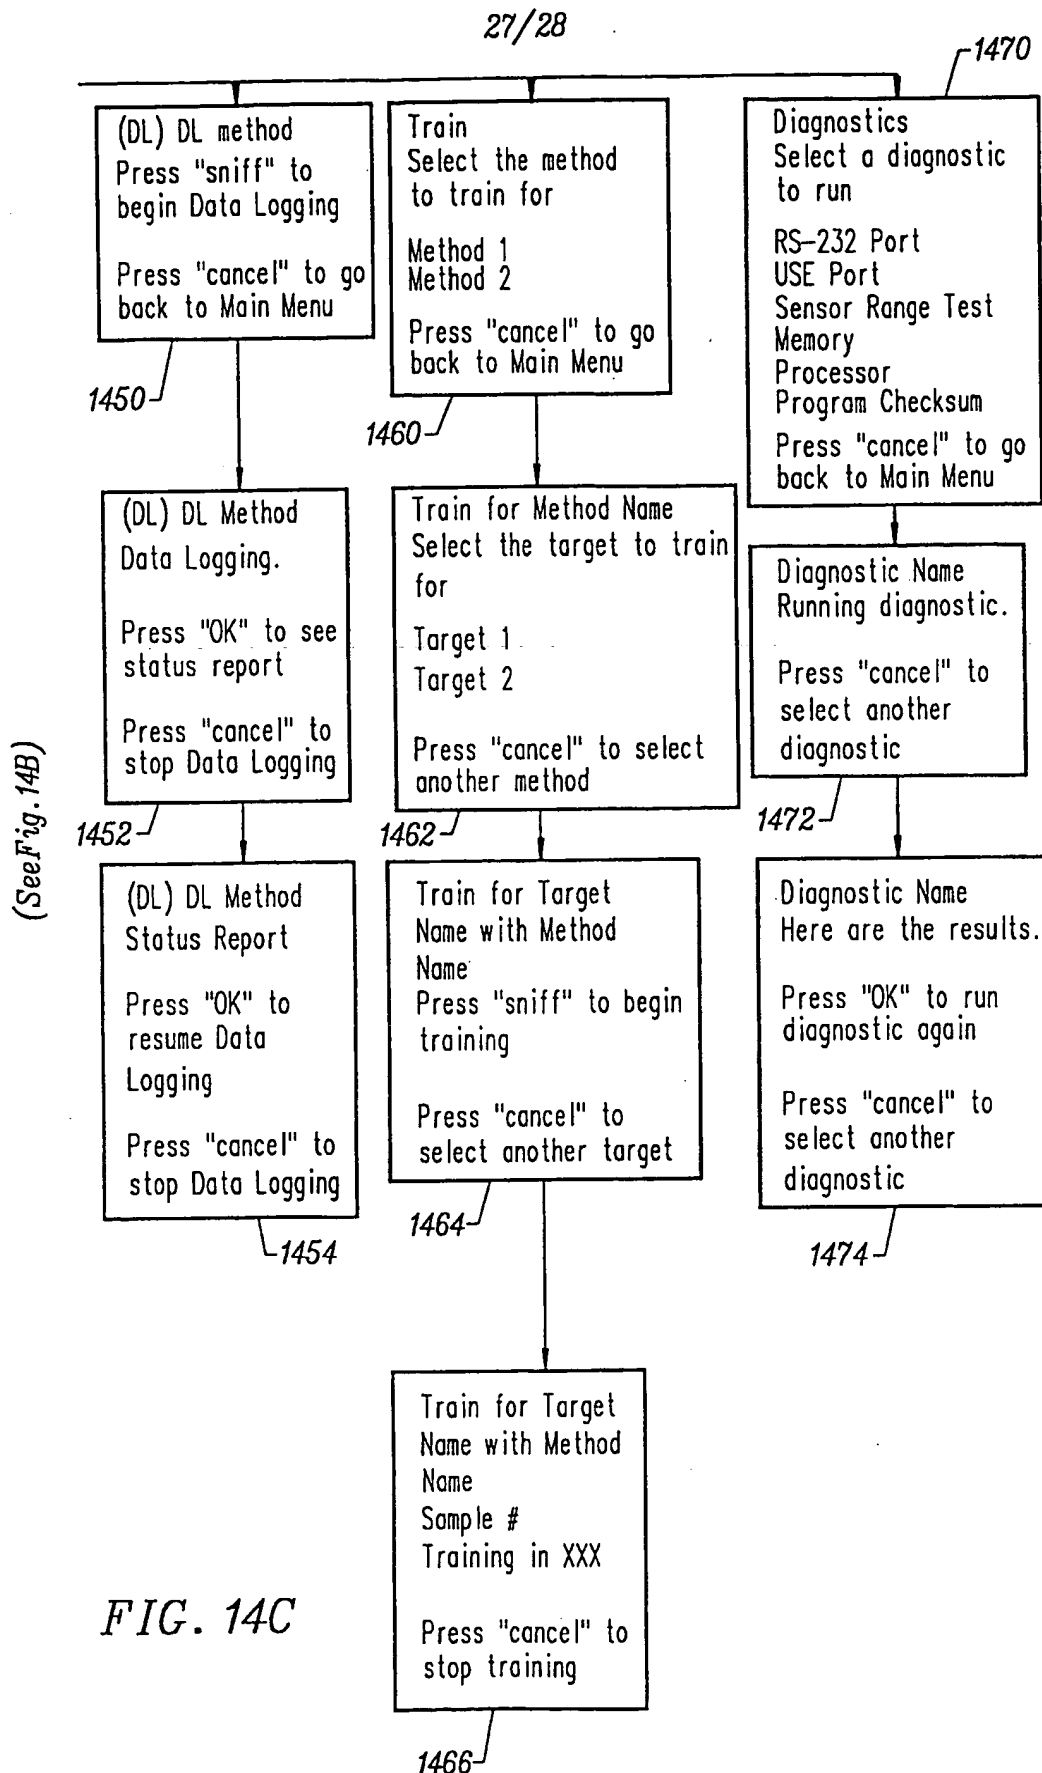 27/28
1470
(DL) DL method
Press "sniff" to
begin Data Logging
Press "cancel" to go
back to Main Menu
1450
Train
Select the method
to train for
Method 1
Method 2
Press "cancel" to go
back to Main Menu
1460
Diagnostics
Select a diagnostic
to run
RS-232 Port
USE Port
Sensor Range Test
Memory
Processor
Program Checksum
Press "cancel" to go
back to Main Menu
(DL) DL Method
Data Logging.
Press "OK" to see
status report
Press "cancel" to
stop Data Logging
1452
Train for Method Name
Select the target to train
for
Target 1
Target 2
Press "cancel" to select
another method
1462
Diagnostic Name
Running diagnostic.
Press "cancel" to
select another
diagnostic
1472
(See Fig. 14B)
(DL) DL Method
Status Report
Press "OK" to
resume Data
Logging
Press "cancel" to
stop Data Logging
1454
Train for Target
Name with Method
Name
Press "sniff" to begin
training
Press "cancel" to
select another target
1464
Diagnostic Name
Here are the results.
Press "OK" to run
diagnostic again
Press "cancel" to
select another
diagnostic
1474
Train for Target
Name with Method
Name
Sample #
Training in XXX
Press "cancel" to
stop training
1466
FIG. 14C